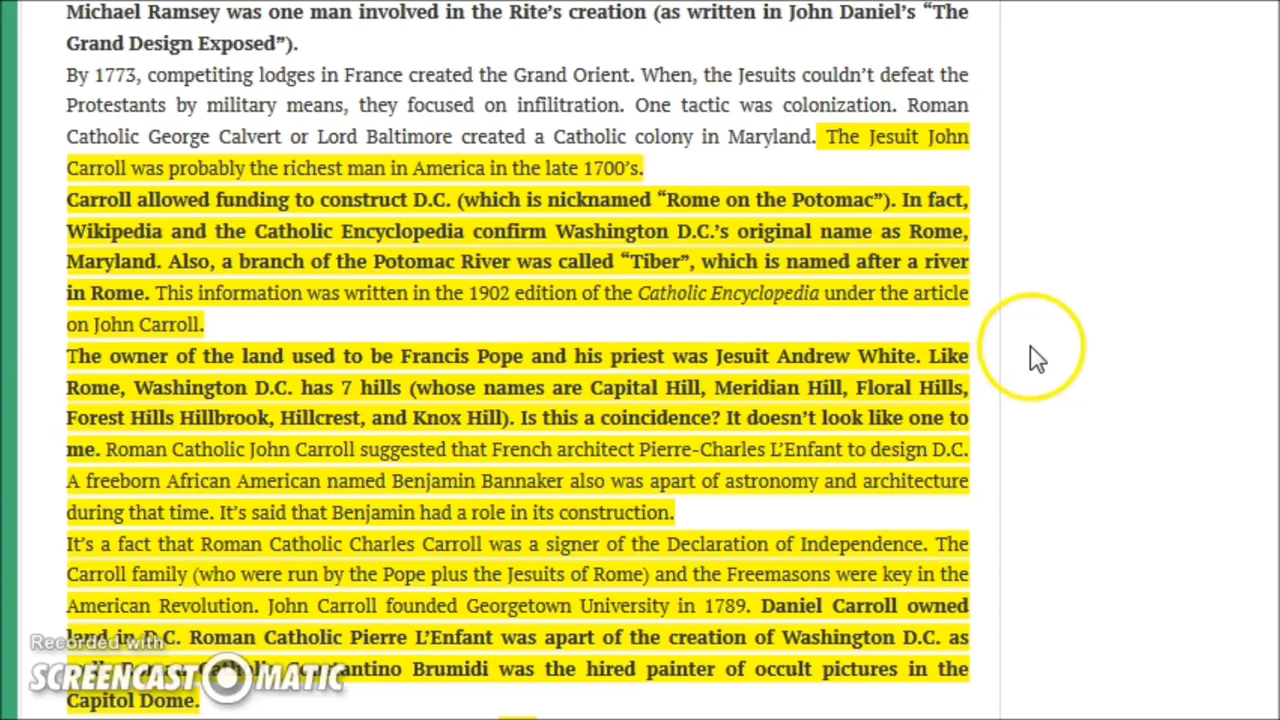 Michael Ramsey was one man involved in the Rite's creation (as written in John Daniel's “The
Grand Design Exposed”).
By 1773, competing lodges in France created the Grand Orient. When, the Jesuits couldn't defeat the
Protestants by military means, they focused on infilitration. One tactic was colonization. Roman
Catholic George Calvert or Lord Baltimore created a Catholic colony in Maryland. The Jesuit John
Carroll was probably the richest man in America in the late 1700's.
Carroll allowed funding to construct D.C. (which is nicknamed “Rome on the Potomac”). In fact,
Wikipedia and the Catholic Encyclopedia confirm Washington D.C.'s original name as Rome,
Maryland. Also, a branch of the Potomac River was called “Tiber”, which is named after a river
in Rome. This information was written in the 1902 edition of the Catholic Encyclopedia under the article
on John Carroll.
The owner of the land used to be Francis Pope and his priest was Jesuit Andrew White. Like
Rome, Washington D.C. has 7 hills (whose names are Capital Hill, Meridian Hill, Floral Hills,
Forest Hills Hillbrook, Hillcrest, and Knox Hill). Is this a coincidence? It doesn't look like one to
me. Roman Catholic John Carroll suggested that French architect Pierre-Charles L'Enfant to design D.C.
A freeborn African American named Benjamin Bannaker also was apart of astronomy and architecture
during that time. It's said that Benjamin had a role in its construction.
It's a fact that Roman Catholic Charles Carroll was a signer of the Declaration of Independence. The
Carroll family (who were run by the Pope plus the Jesuits of Rome) and the Freemasons were key in the
American Revolution. John Carroll founded Georgetown University in 1789. Daniel Carroll owned
land in D.C. Roman Catholic Pierre L'Enfant was apart of the creation of Washington D.C. as
Brumidi was the hired painter of occult pictures in the
Capitol Dome.
Recorded with
SCREENCAST MATIC